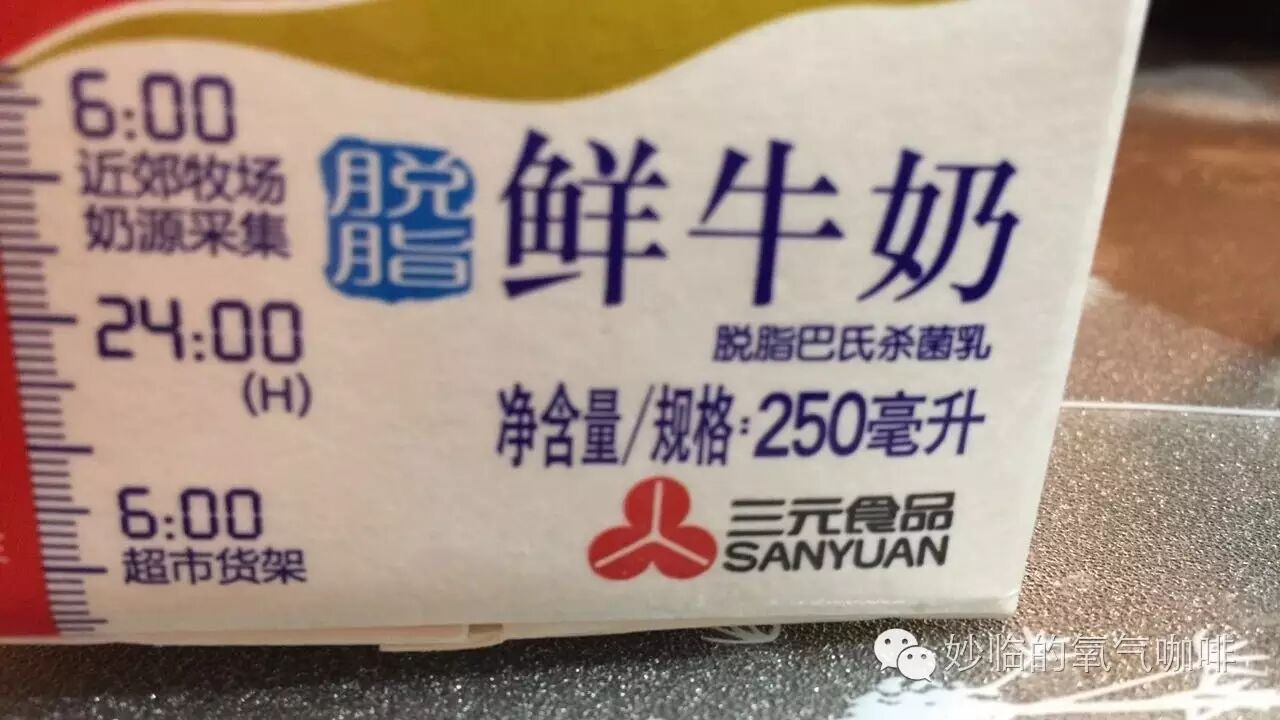 6:00
近郊牧场
奶源采集
24:00
(H)
6:00
超市货架
脱脂
鲜牛奶
脱脂巴氏杀菌乳
净含量/规格:250毫升
三元食品
SANYUAN
妙临的氧气咖啡